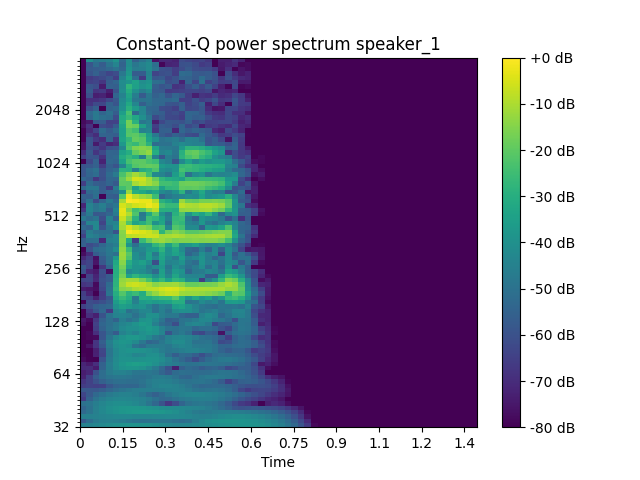 Constant-Q power spectrum speaker_1
Hz
2048
1024
512
256
128
64
32
0 0.15 0.3 0.45 0.6 0.75 0.9 1.1 1.2 1.4
Time
+0 dB
-10 dB
-20 dB
-30 dB
-40 dB
-50 dB
-60 dB
-70 dB
-80 dB